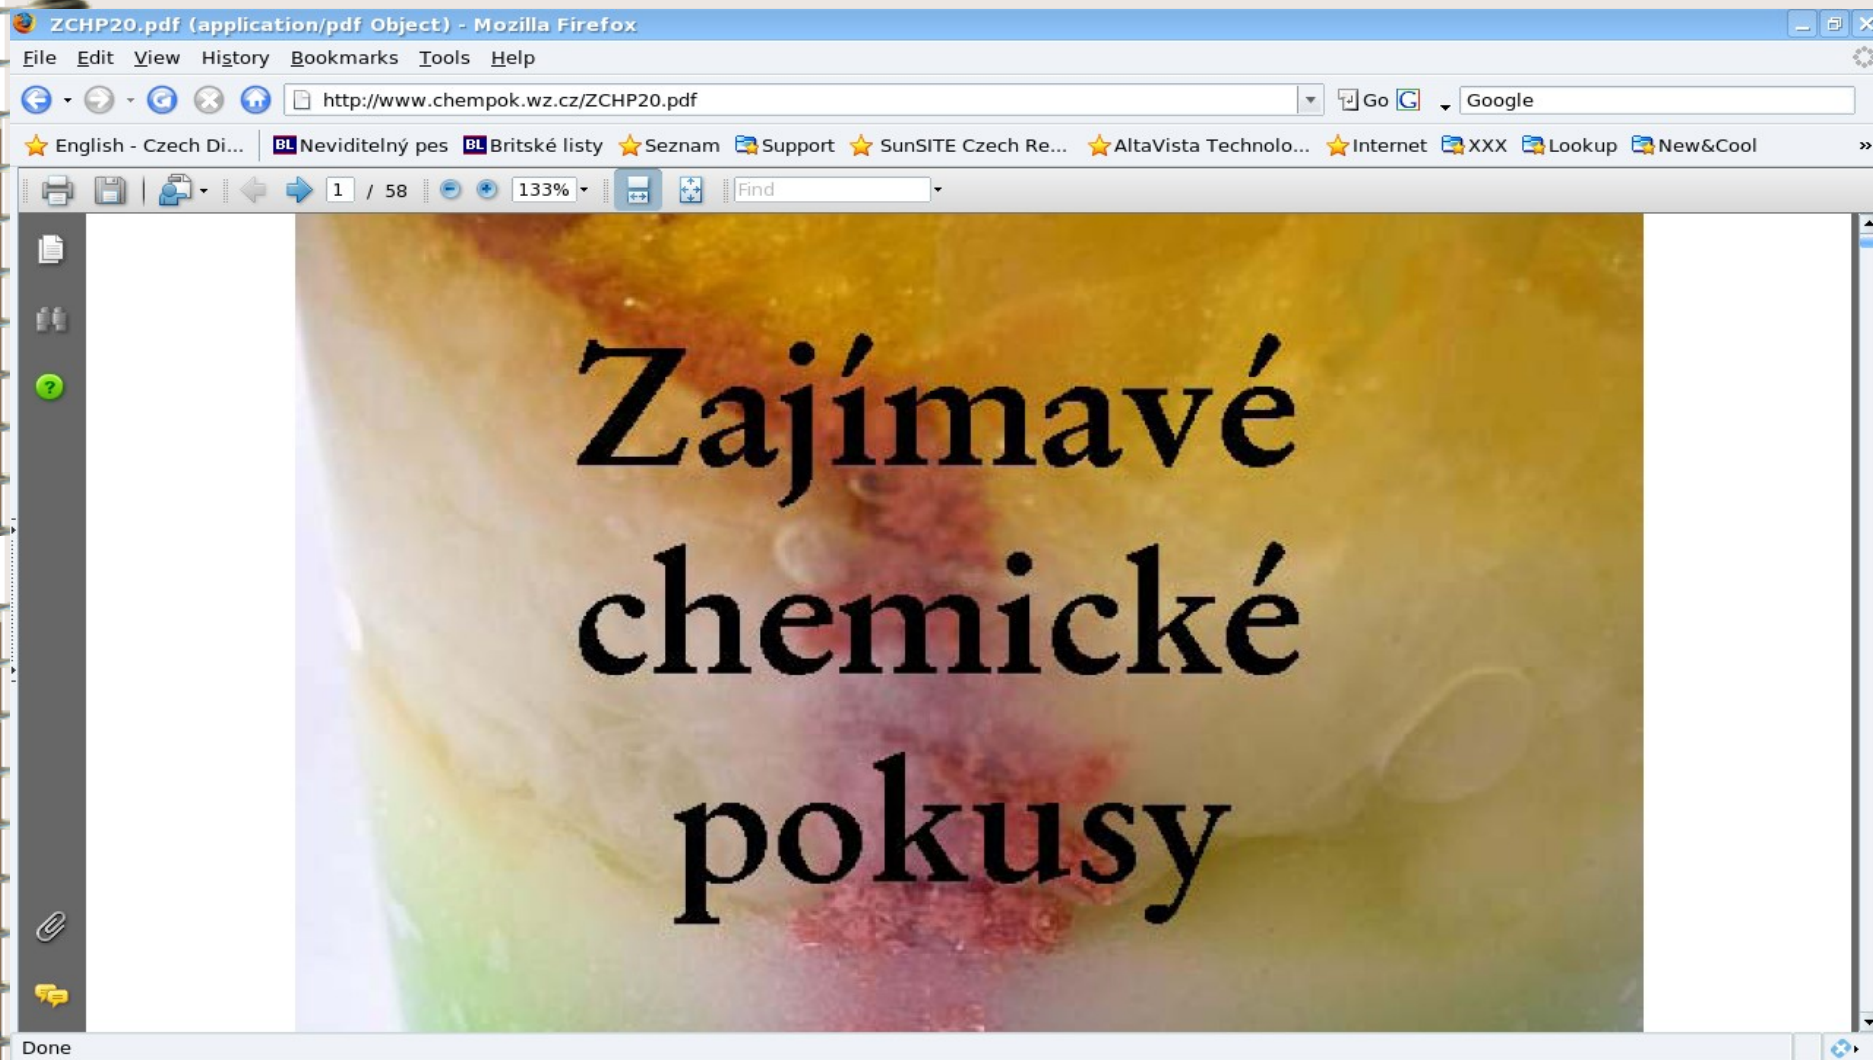 ZCHP20.pdf (application/pdf Object) - Mozilla Firefox
File Edit View History Bookmarks Tools Help
http://www.chempok.wz.cz/ZCHP20.pdf Go G Google
English - Czech Di... BL Neviditelný pes BL Britské listy Seznam Support SunSITE Czech Re... AltaVista Technolo... Internet XXX Lookup New&Cool »
1 / 58 133% Find
Zajímavé
chemické
pokusy
Done